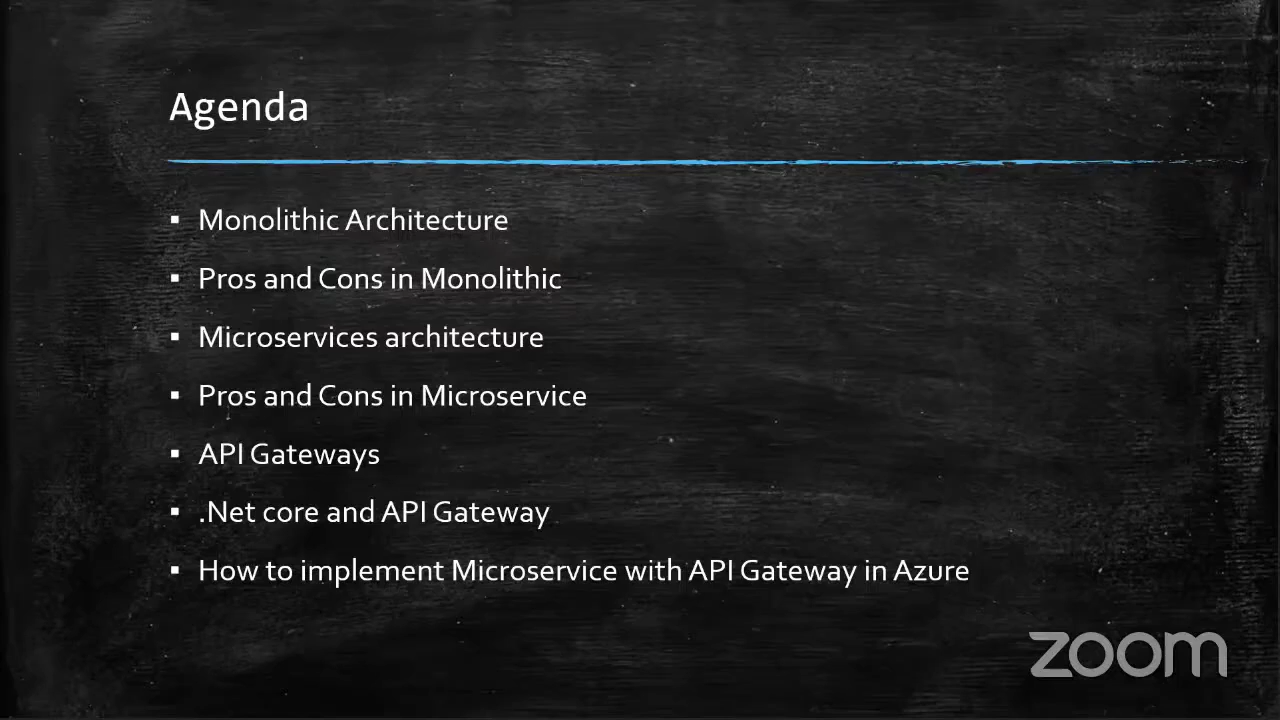 Agenda
Monolithic Architecture
Pros and Cons in Monolithic
Microservices architecture
Pros and Cons in Microservice
API Gateways
.Net core and API Gateway
How to implement Microservice with API Gateway in Azure
zoom